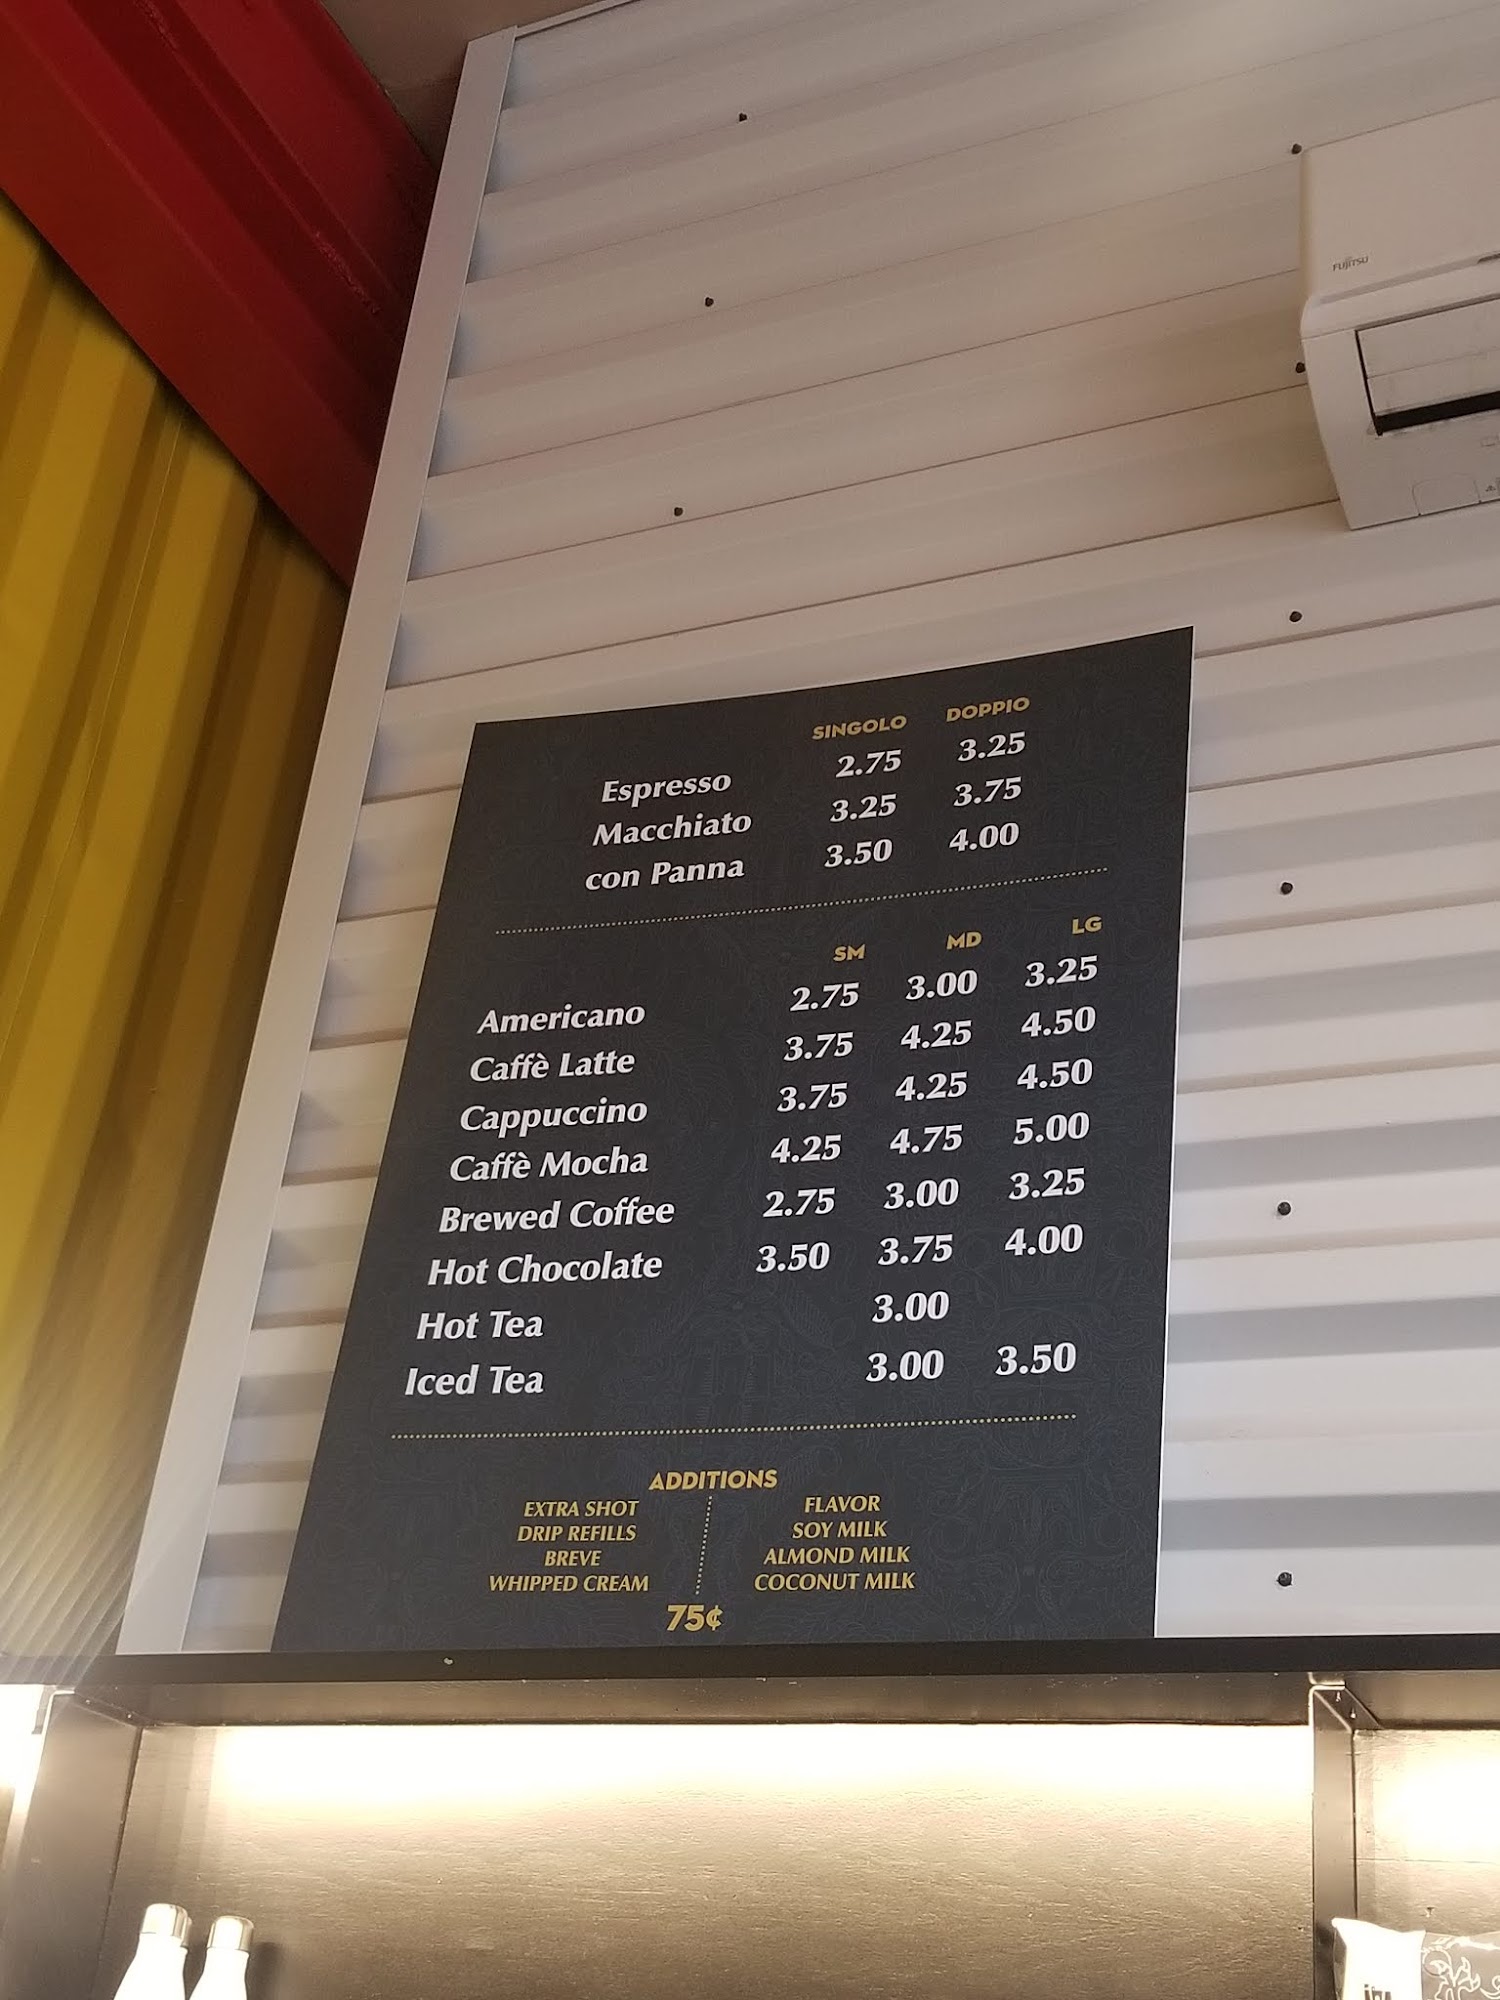 FUJITSU
SINGOLO DOPPIO
Espresso 2.75 3.25
Macchiato 3.25 3.75
con Panna 3.50 4.00
SM MD LG
Americano 2.75 3.00 3.25
Caffè Latte 3.75 4.25 4.50
Cappuccino 3.75 4.25 4.50
Caffè Mocha 4.25 4.75 5.00
Brewed Coffee 2.75 3.00 3.25
Hot Chocolate 3.50 3.75 4.00
Hot Tea 3.00
Iced Tea 3.00 3.50
ADDITIONS
EXTRA SHOT FLAVOR
DRIP REFILLS SOY MILK
BREVE ALMOND MILK
WHIPPED CREAM COCONUT MILK
75¢